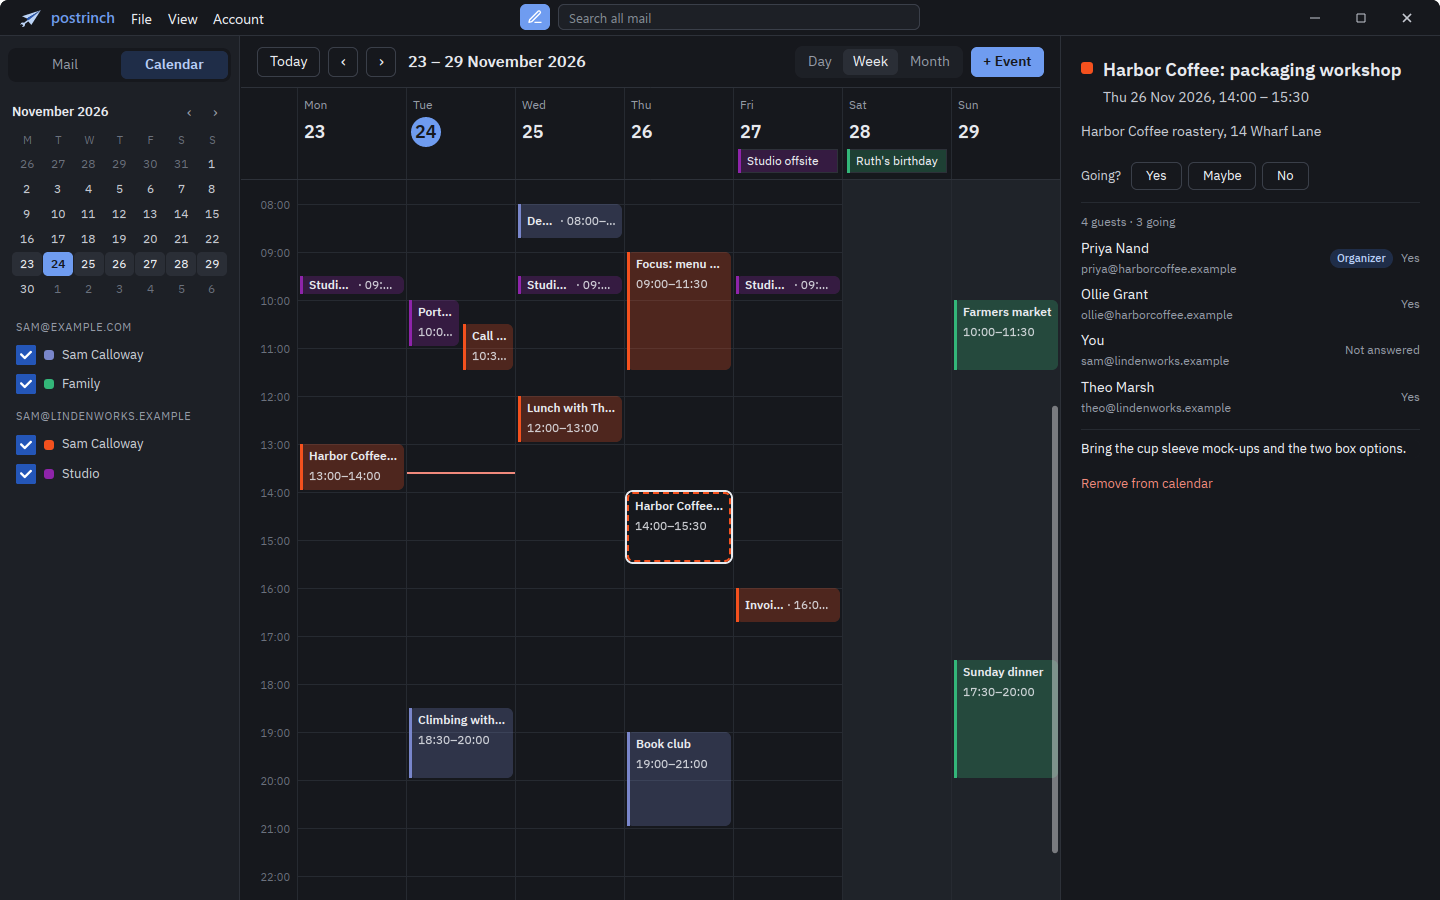 postrinch File View Account
Search all mail
Mail Calendar
November 2026 ‹ ›
M T W T F S S
26 27 28 29 30 31 1
2 3 4 5 6 7 8
9 10 11 12 13 14 15
16 17 18 19 20 21 22
23 24 25 26 27 28 29
30 1 2 3 4 5 6
SAM@EXAMPLE.COM
Sam Calloway
Family
SAM@LINDENWORKS.EXAMPLE
Sam Calloway
Studio
Today ‹ › 23 – 29 November 2026 Day Week Month + Event
Mon Tue Wed Thu Fri Sat Sun
23 24 25 26 27 28 29
Studio offsite Ruth's birthday
08:00
09:00
10:00
11:00
12:00
13:00
14:00
15:00
16:00
17:00
18:00
19:00
20:00
21:00
22:00
Studi... · 09:...
Harbor Coffee...
13:00–14:00
Port...
10:0...
Call ...
10:3...
Climbing with...
18:30–20:00
De... · 08:00–...
Studi... · 09:...
Lunch with Th...
12:00–13:00
Focus: menu ...
09:00–11:30
Harbor Coffee...
14:00–15:30
Book club
19:00–21:00
Studi... · 09:...
Invoi... · 16:0...
Farmers market
10:00–11:30
Sunday dinner
17:30–20:00
Harbor Coffee: packaging workshop
Thu 26 Nov 2026, 14:00 – 15:30
Harbor Coffee roastery, 14 Wharf Lane
Going? Yes Maybe No
4 guests · 3 going
Priya Nand
priya@harborcoffee.example
Organizer Yes
Ollie Grant
ollie@harborcoffee.example
Yes
You
sam@lindenworks.example
Not answered
Theo Marsh
theo@lindenworks.example
Yes
Bring the cup sleeve mock-ups and the two box options.
Remove from calendar